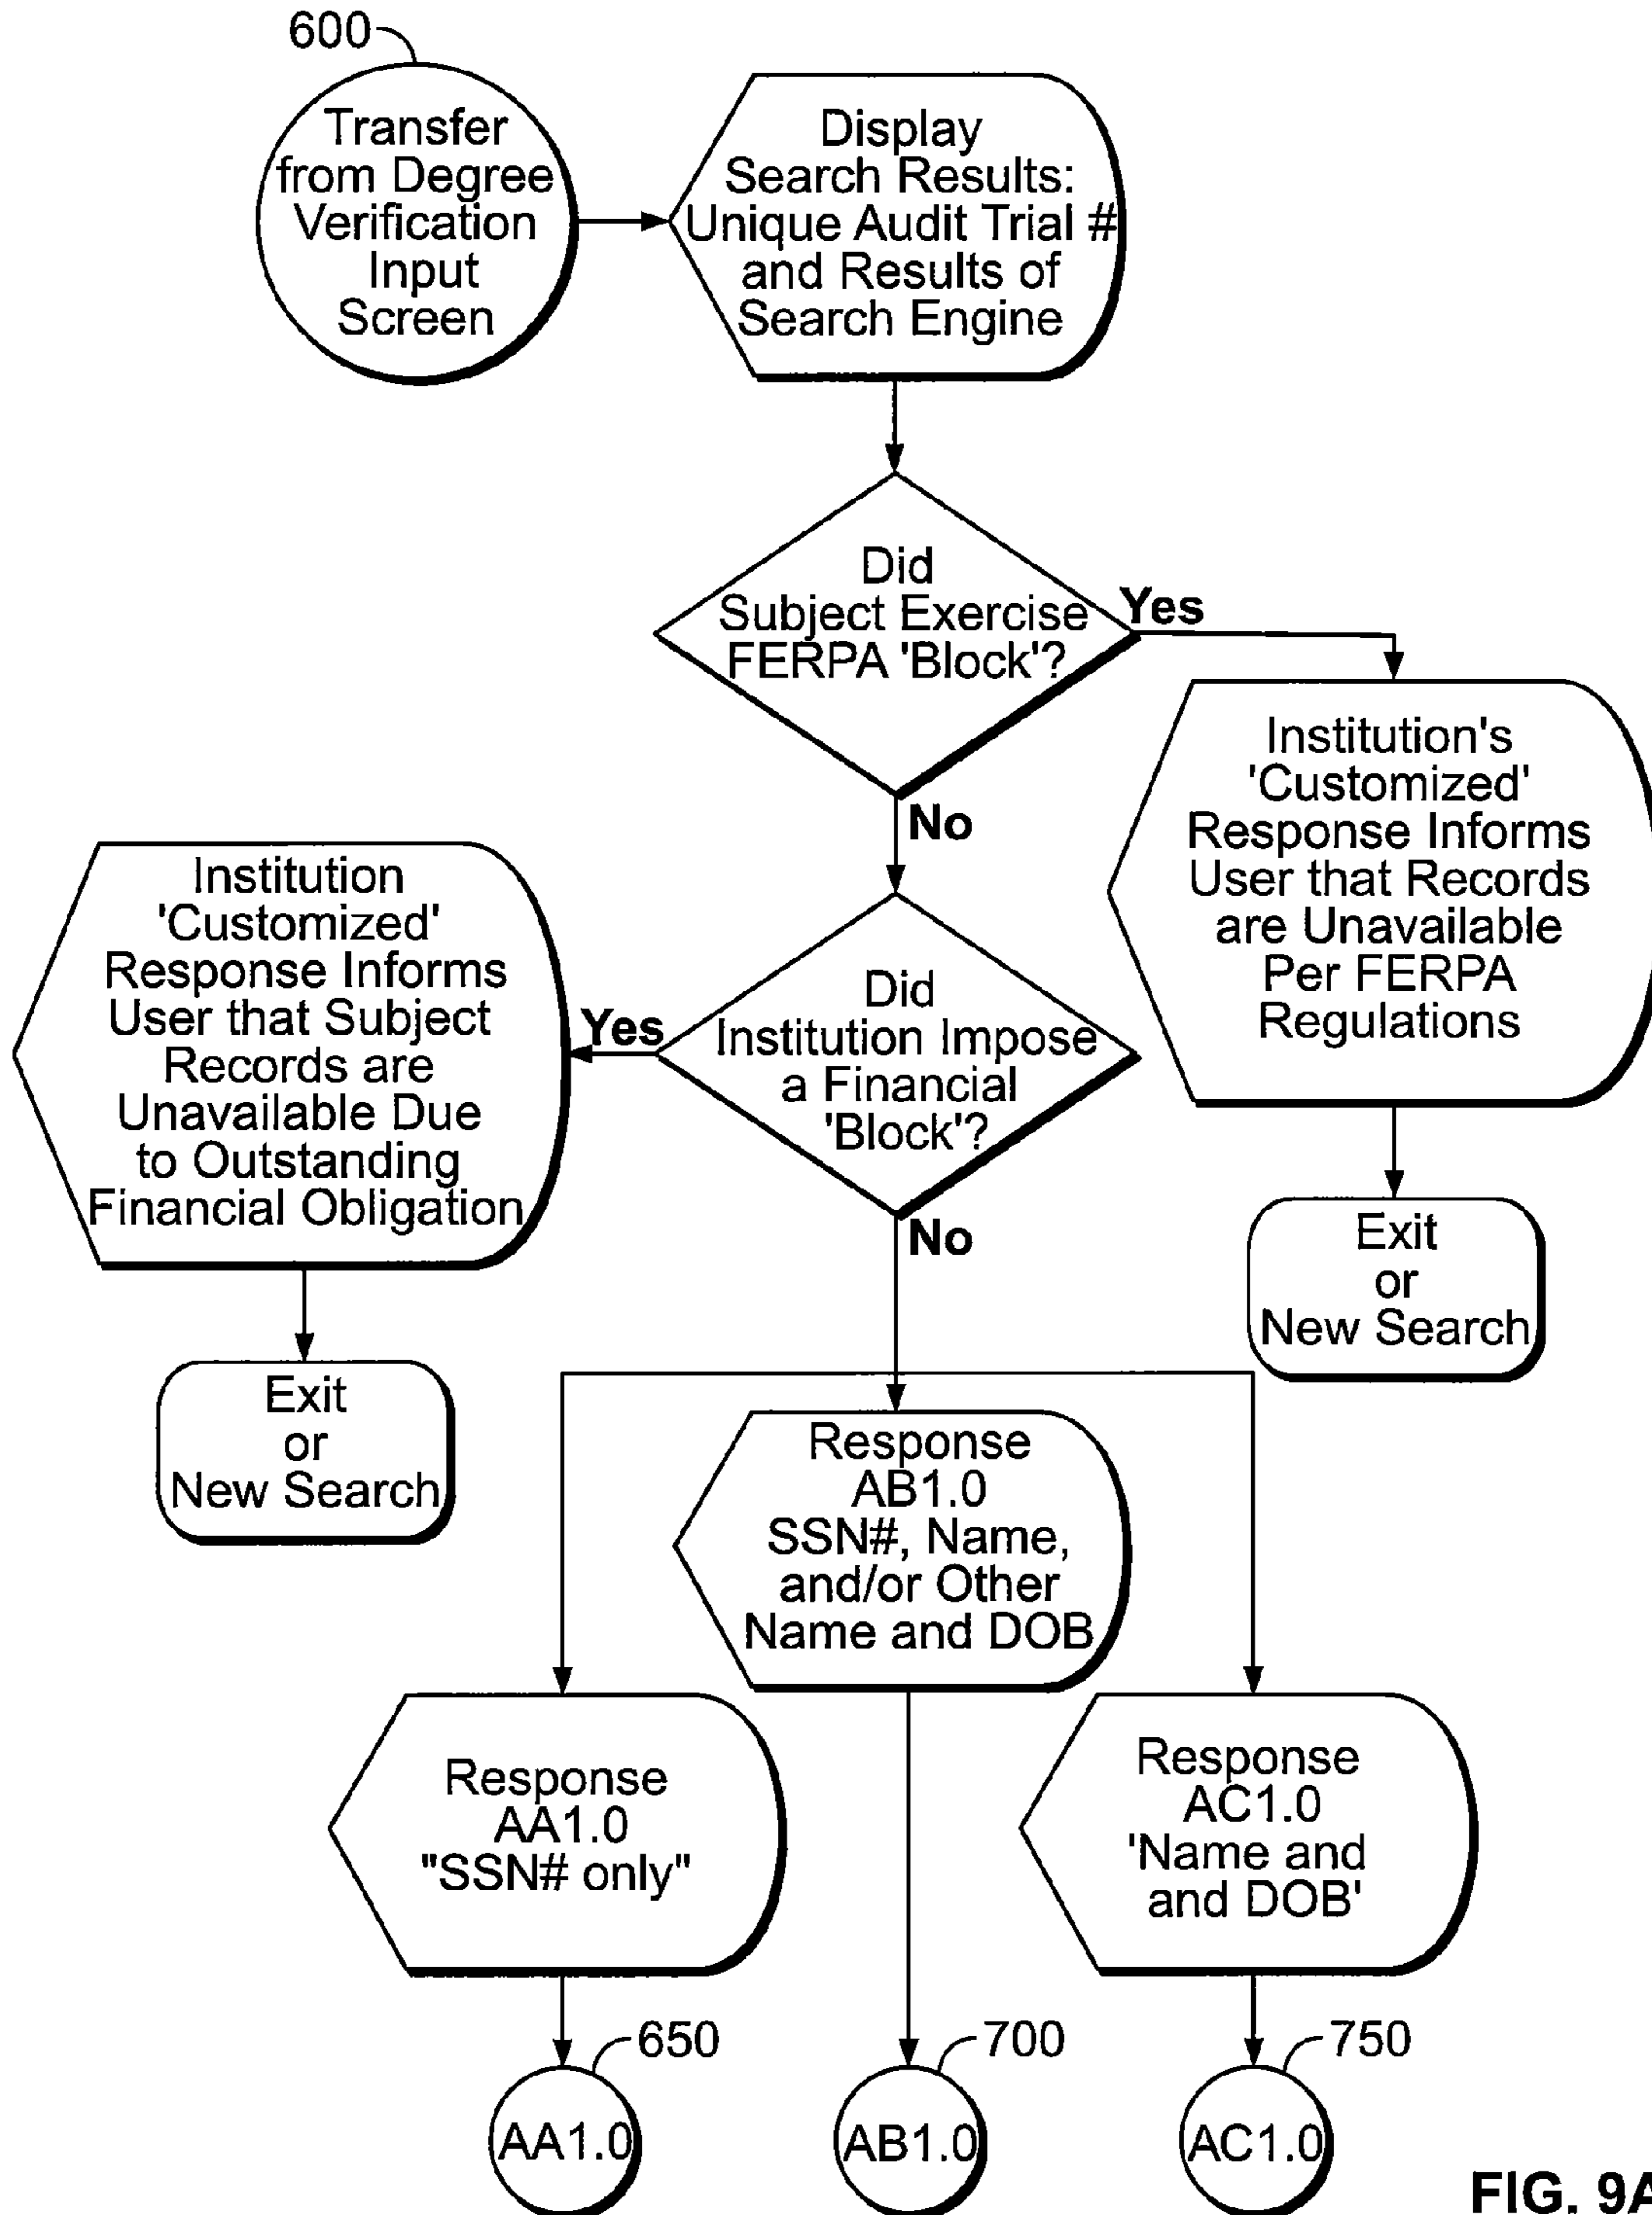 600
Transfer
from Degree
Verification
Input
Screen
Display
Search Results:
Unique Audit Trial #
and Results of
Search Engine
Did
Subject Exercise
FERPA 'Block'?
Yes
No
Institution's
'Customized'
Response Informs
User that Records
are Unavailable
Per FERPA
Regulations
Exit
or
New Search
Did
Institution Impose
a Financial
'Block'?
Yes
No
Institution
'Customized'
Response Informs
User that Subject
Records are
Unavailable Due
to Outstanding
Financial Obligation
Exit
or
New Search
Response
AB1.0
SSN#, Name,
and/or Other
Name and DOB
Response
AA1.0
"SSN# only"
Response
AC1.0
'Name and
and DOB'
650
700
750
AA1.0
AB1.0
AC1.0
FIG. 9A